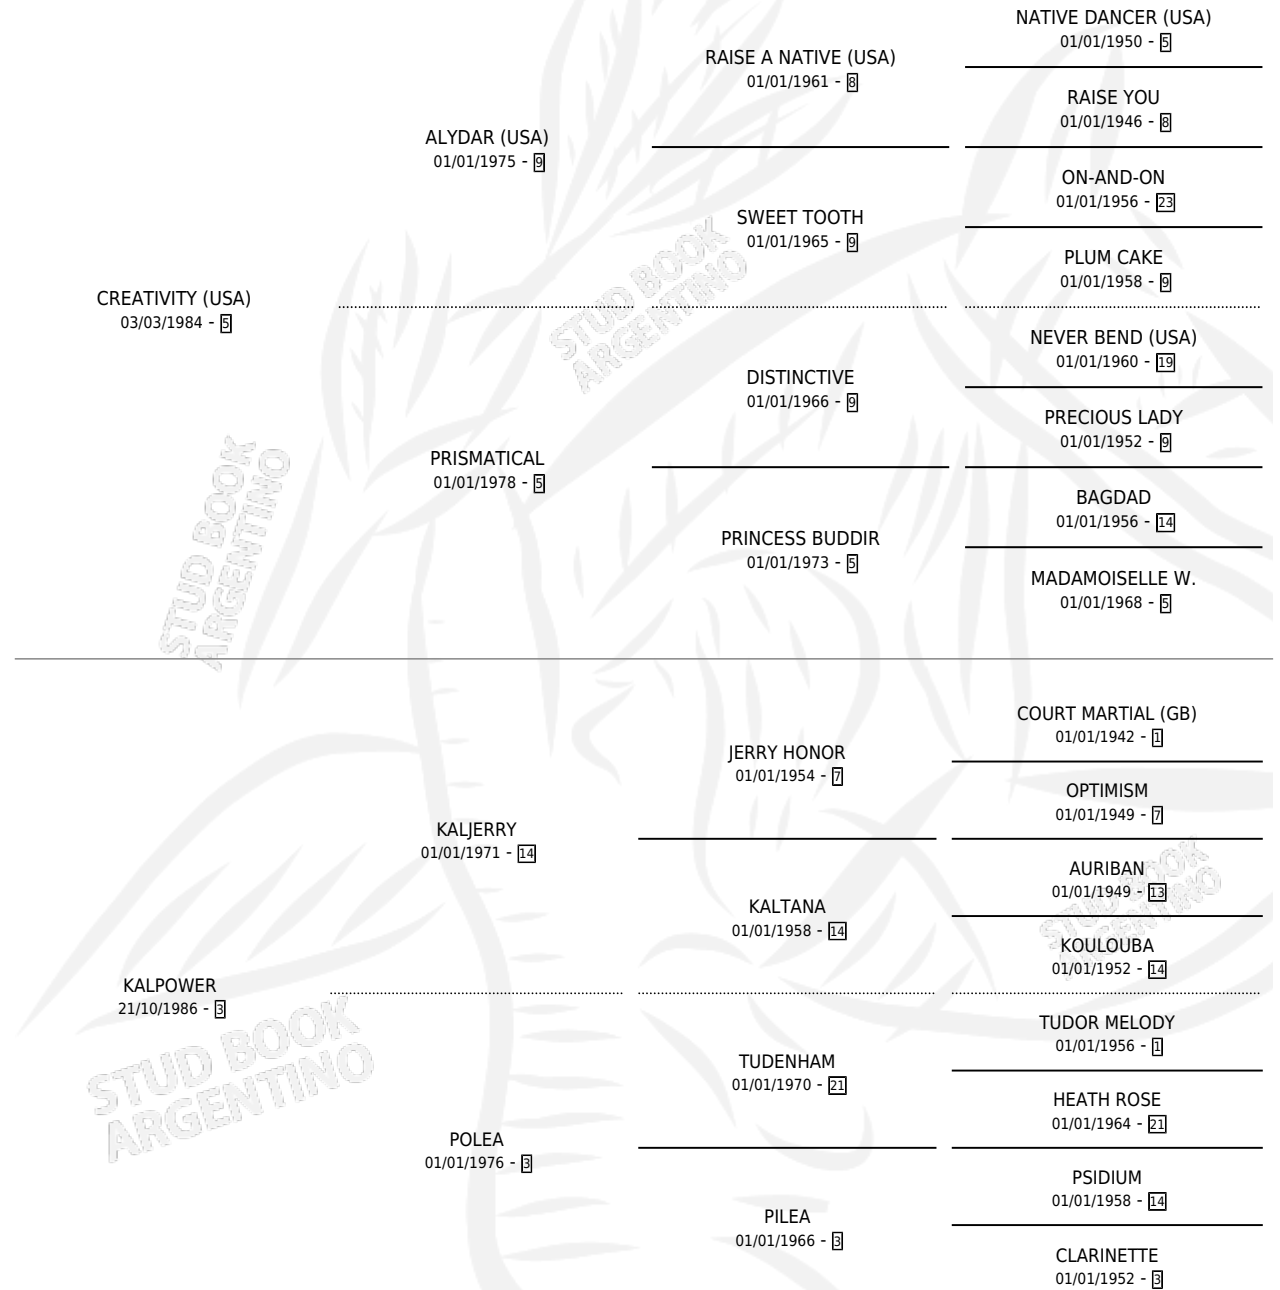 NATIVE DANCER (USA)
01/01/1950 - 5
RAISE A NATIVE (USA)
01/01/1961 - 8
RAISE YOU
01/01/1946 - 8
ALYDAR (USA)
01/01/1975 - 9
ON-AND-ON
01/01/1956 - 23
SWEET TOOTH
01/01/1965 - 9
PLUM CAKE
01/01/1958 - 9
CREATIVITY (USA)
03/03/1984 - 5
NEVER BEND (USA)
01/01/1960 - 19
DISTINCTIVE
01/01/1966 - 9
PRECIOUS LADY
01/01/1952 - 9
PRISMATICAL
01/01/1978 - 5
BAGDAD
01/01/1956 - 14
PRINCESS BUDDIR
01/01/1973 - 5
MADAMOISELLE W.
01/01/1968 - 5
COURT MARTIAL (GB)
01/01/1942 - 1
JERRY HONOR
01/01/1954 - 7
OPTIMISM
01/01/1949 - 7
KALJERRY
01/01/1971 - 14
AURIBAN
01/01/1949 - 13
KALTANA
01/01/1958 - 14
KOULOUBA
01/01/1952 - 14
KALPOWER
21/10/1986 - 3
TUDOR MELODY
01/01/1956 - 1
TUDENHAM
01/01/1970 - 21
HEATH ROSE
01/01/1964 - 21
POLEA
01/01/1976 - 3
PSIDIUM
01/01/1958 - 14
PILEA
01/01/1966 - 3
CLARINETTE
01/01/1952 - 3
STUD BOOK
ARGENTINO
STUD BOOK
ARGENTINO
STUD BOOK
ARGENTINO
STUD BOOK
ARGENTINO